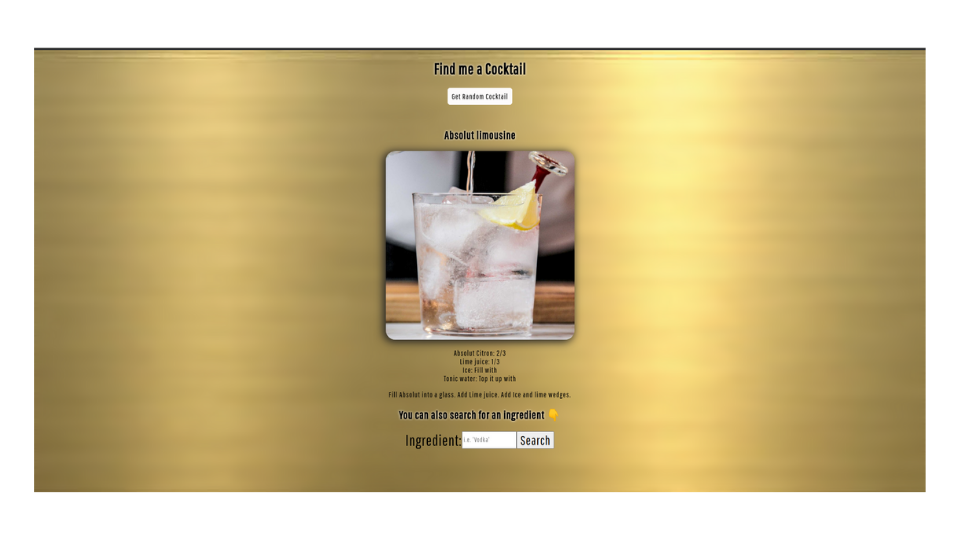 Find me a Cocktail
Get Random Cocktail
Absolut limousine
Absolut Citron: 2/3
Lime juice: 1/3
Ice: Fill with
Tonic water: Top it up with
Fill Absolut into a glass. Add Lime juice. Add Ice and lime wedges.
You can also search for an ingredient 👇
Ingredient: i.e. 'Vodka' Search